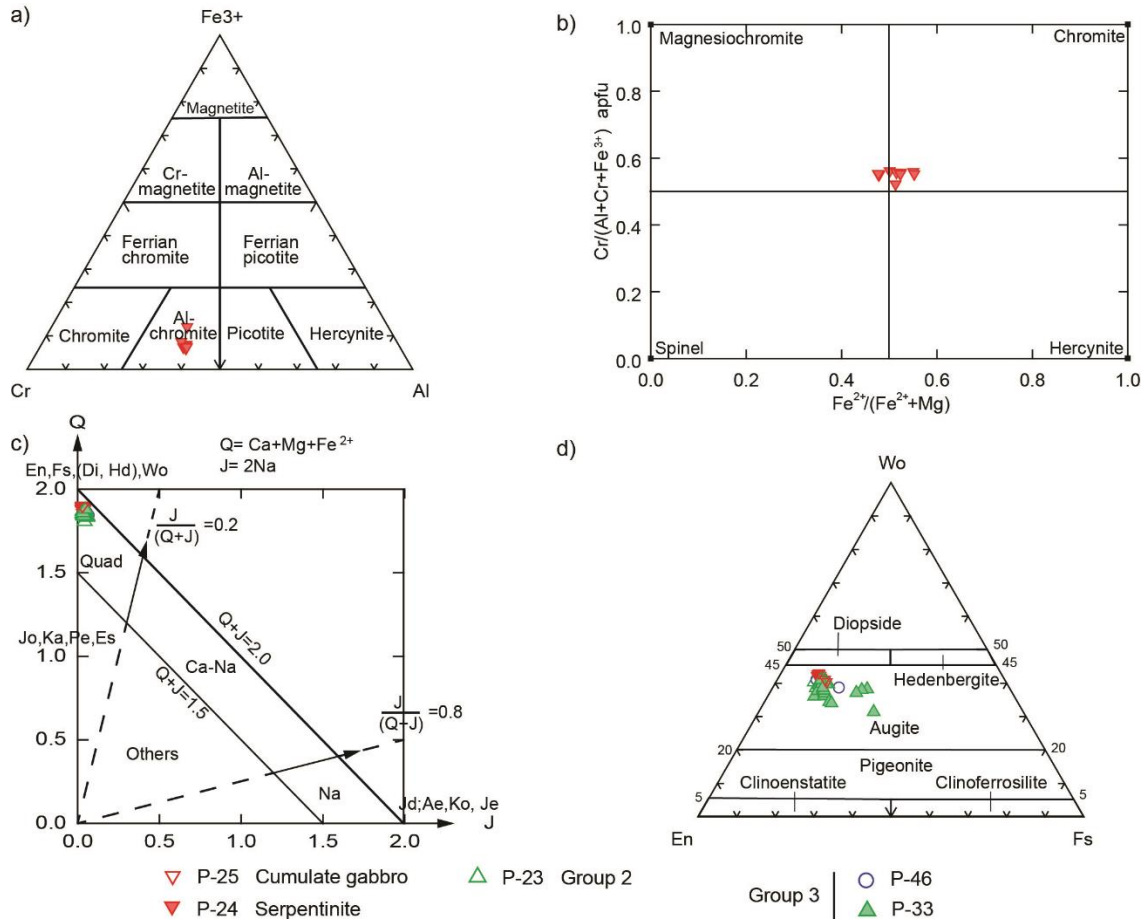 a)
Fe3+
Magnetite
Cr-
magnetite
Al-
magnetite
Ferrian
chromite
Ferrian
picotite
Chromite
Al-
chromite
Picotite
Hercynite
Cr
Al
b)
1.0
0.8
0.6
0.4
0.2
0.0
Cr/(Al+Cr+Fe³⁺) apfu
Magnesiochromite
Chromite
Spinel
Hercynite
0.0
0.2
0.4
0.6
0.8
1.0
Fe²⁺/(Fe²⁺+Mg)
c)
Q
Q= Ca+Mg+Fe²⁺
J= 2Na
En,Fs,(Di, Hd),Wo
2.0
1.5
1.0
0.5
0.0
J
(Q+J)
=0.2
Quad
Jo,Ka,Pe,Es
Q+J=2.0
Q+J=1.5
Ca-Na
J
(Q+J)
=0.8
Others
Na
Jd;Ae,Ko, Je
J
0.0
0.5
1.0
1.5
2.0
d)
Wo
Diopside
50
50
45
45
Hedenbergite
Augite
20
20
Pigeonite
Clinoenstatite
Clinoferrosilite
5
5
En
Fs
P-25 Cumulate gabbro
P-24 Serpentinite
P-23 Group 2
Group 3
P-46
P-33